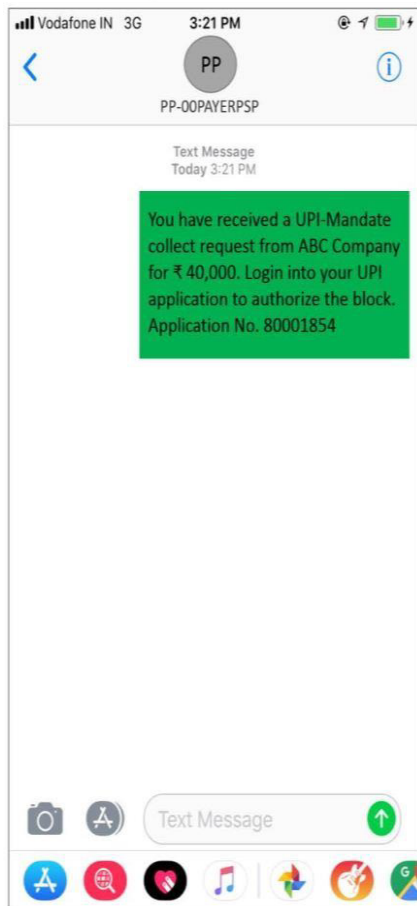 Vodafone IN 3G 3:21 PM
PP
PP-OOPAYERPSP
Text Message
Today 3:21 PM
You have received a UPI-Mandate
collect request from ABC Company
for ₹ 40,000. Login into your UPI
application to authorize the block.
Application No. 80001854
Text Message
G